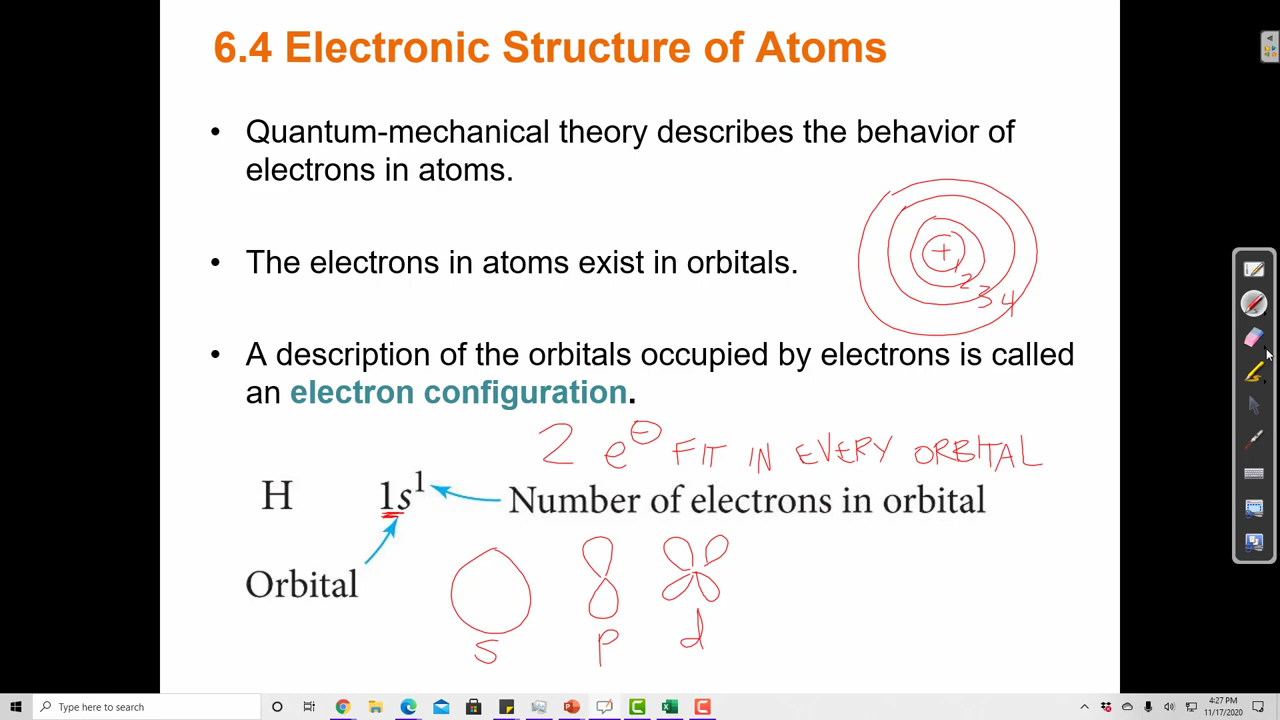 6.4 Electronic Structure of Atoms
• Quantum-mechanical theory describes the behavior of
electrons in atoms.
• The electrons in atoms exist in orbitals.
+
1
2
3
4
• A description of the orbitals occupied by electrons is called
an electron configuration.
2 e⊖ FIT IN EVERY ORBITAL
H 1s¹ Number of electrons in orbital
Orbital
s p d
Type here to search
4:27 PM
11/17/2020